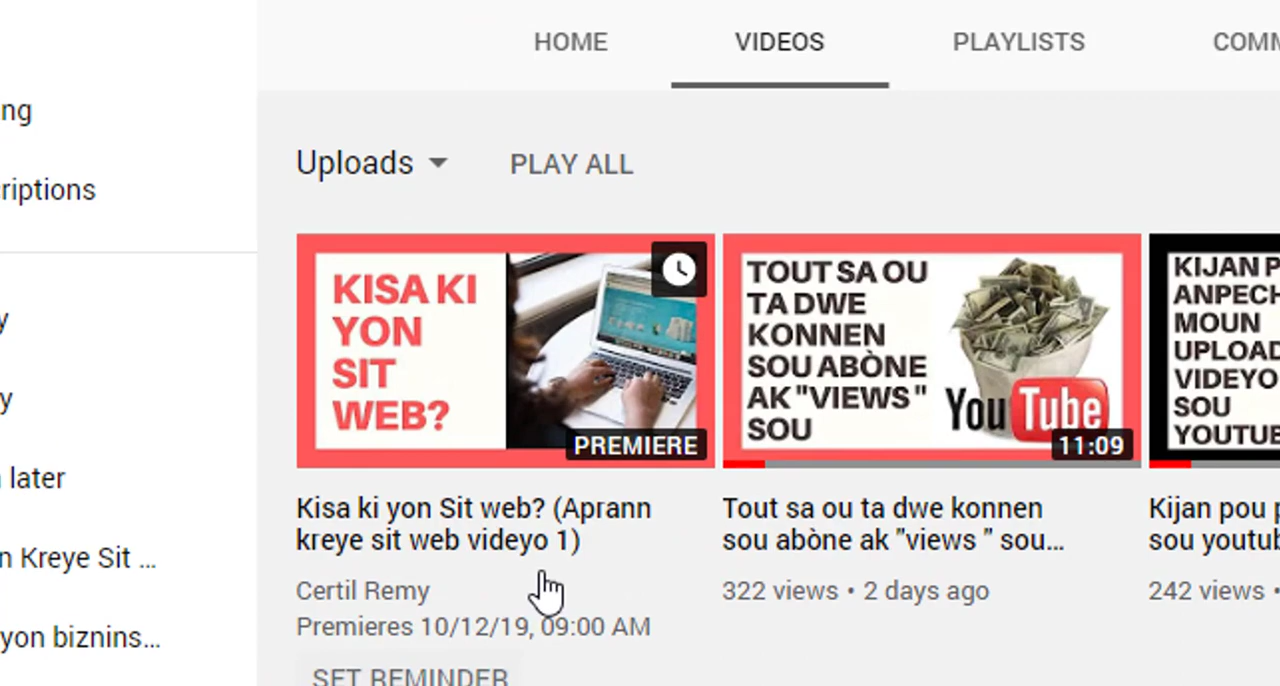 HOME VIDEOS PLAYLISTS COMM
ng
riptions
y
y
later
n Kreye Sit ...
yon biznins...
Uploads PLAY ALL
KISA KI
YON
SIT
WEB?
PREMIERE
Kisa ki yon Sit web? (Aprann
kreye sit web videyo 1)
Certil Remy
Premieres 10/12/19, 09:00 AM
SET REMINDER
TOUT SA OU
TA DWE
KONNEN
SOU ABÒNE
AK "VIEWS "
SOU
YouTube
11:09
Tout sa ou ta dwe konnen
sou abòne ak "views " sou...
322 views • 2 days ago
KIJAN P
ANPECH
MOUN
UPLOAD
VIDEYO
SOU
YOUTUB
Kijan pou p
sou youtub
242 views •